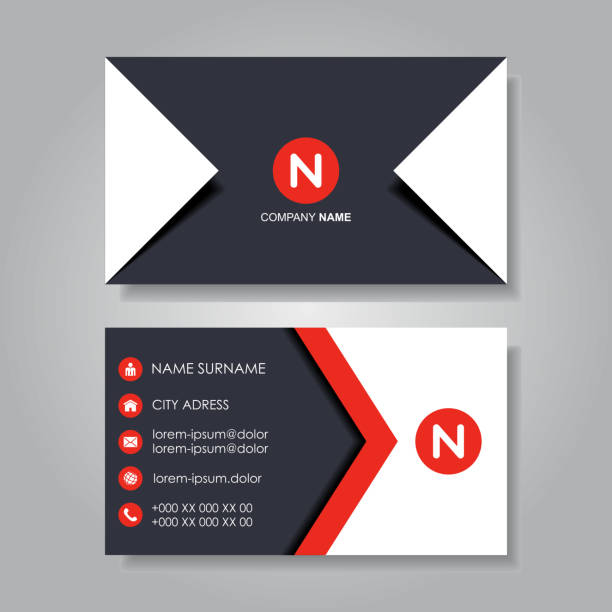 N
COMPANY NAME
NAME SURNAME
CITY ADRESS
lorem-ipsum@dolor
lorem-ipsum@dolor
lorem-ipsum.dolor
+000 XX 000 XX 00
+000 XX 000 XX 00
N